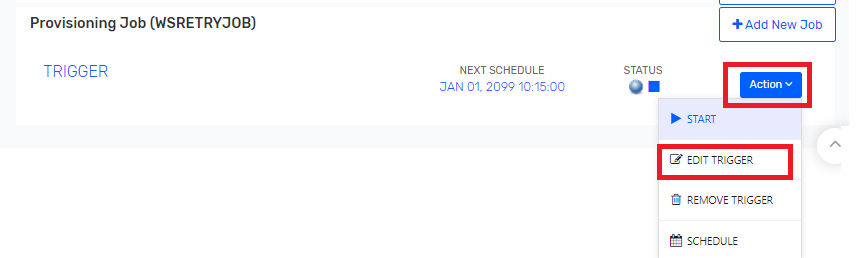 Provisioning Job (WSRETRYJOB)
Add New Job
TRIGGER
NEXT SCHEDULE
JAN 01, 2099 10:15:00
STATUS
Action
START
EDIT TRIGGER
REMOVE TRIGGER
SCHEDULE